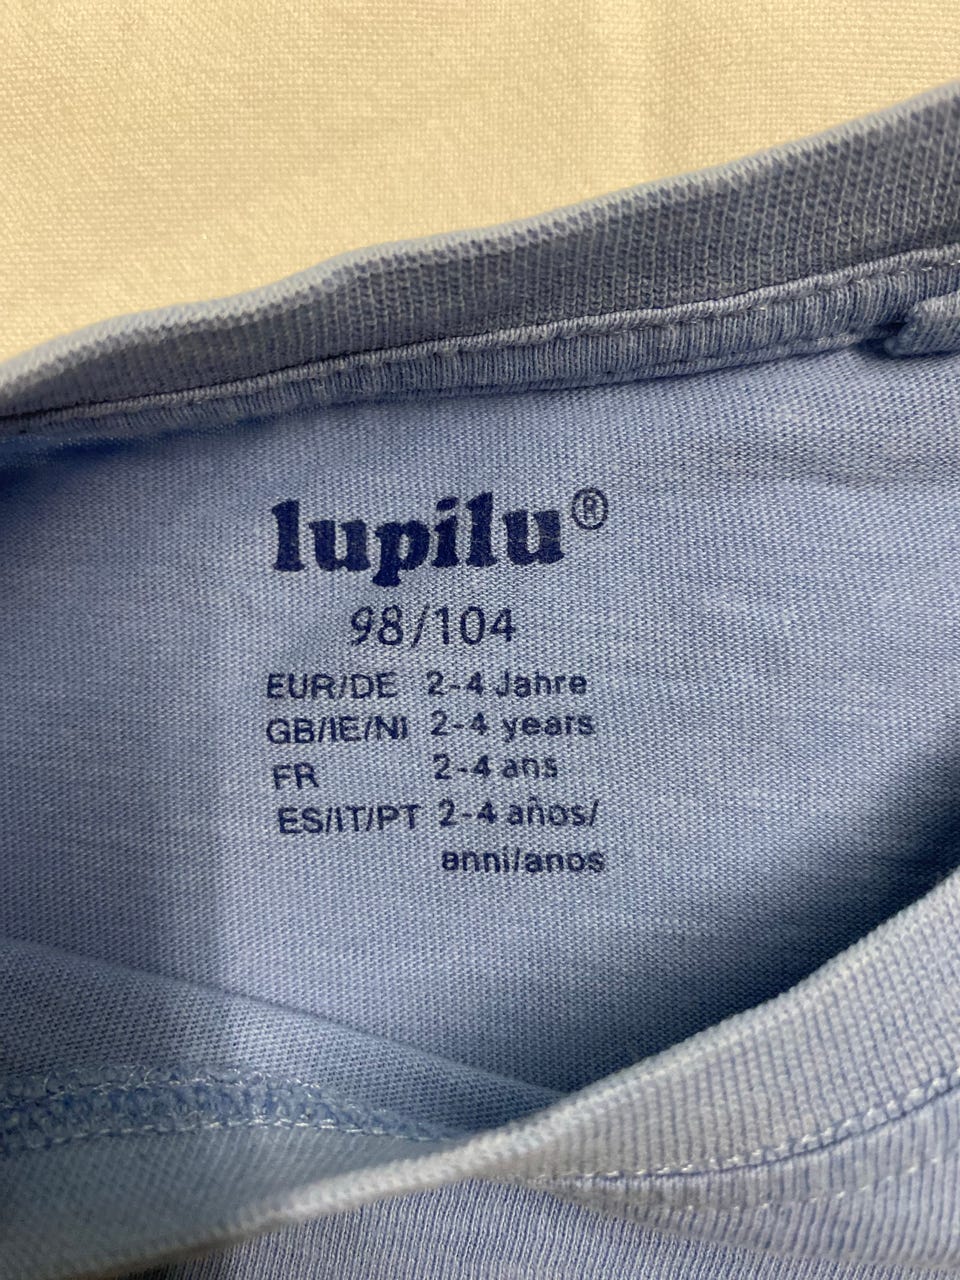 lupilu®
98/104
EUR/DE 2-4 Jahre
GB/IE/NI 2-4 years
FR 2-4 ans
ES/IT/PT 2-4 años/
anni/anos